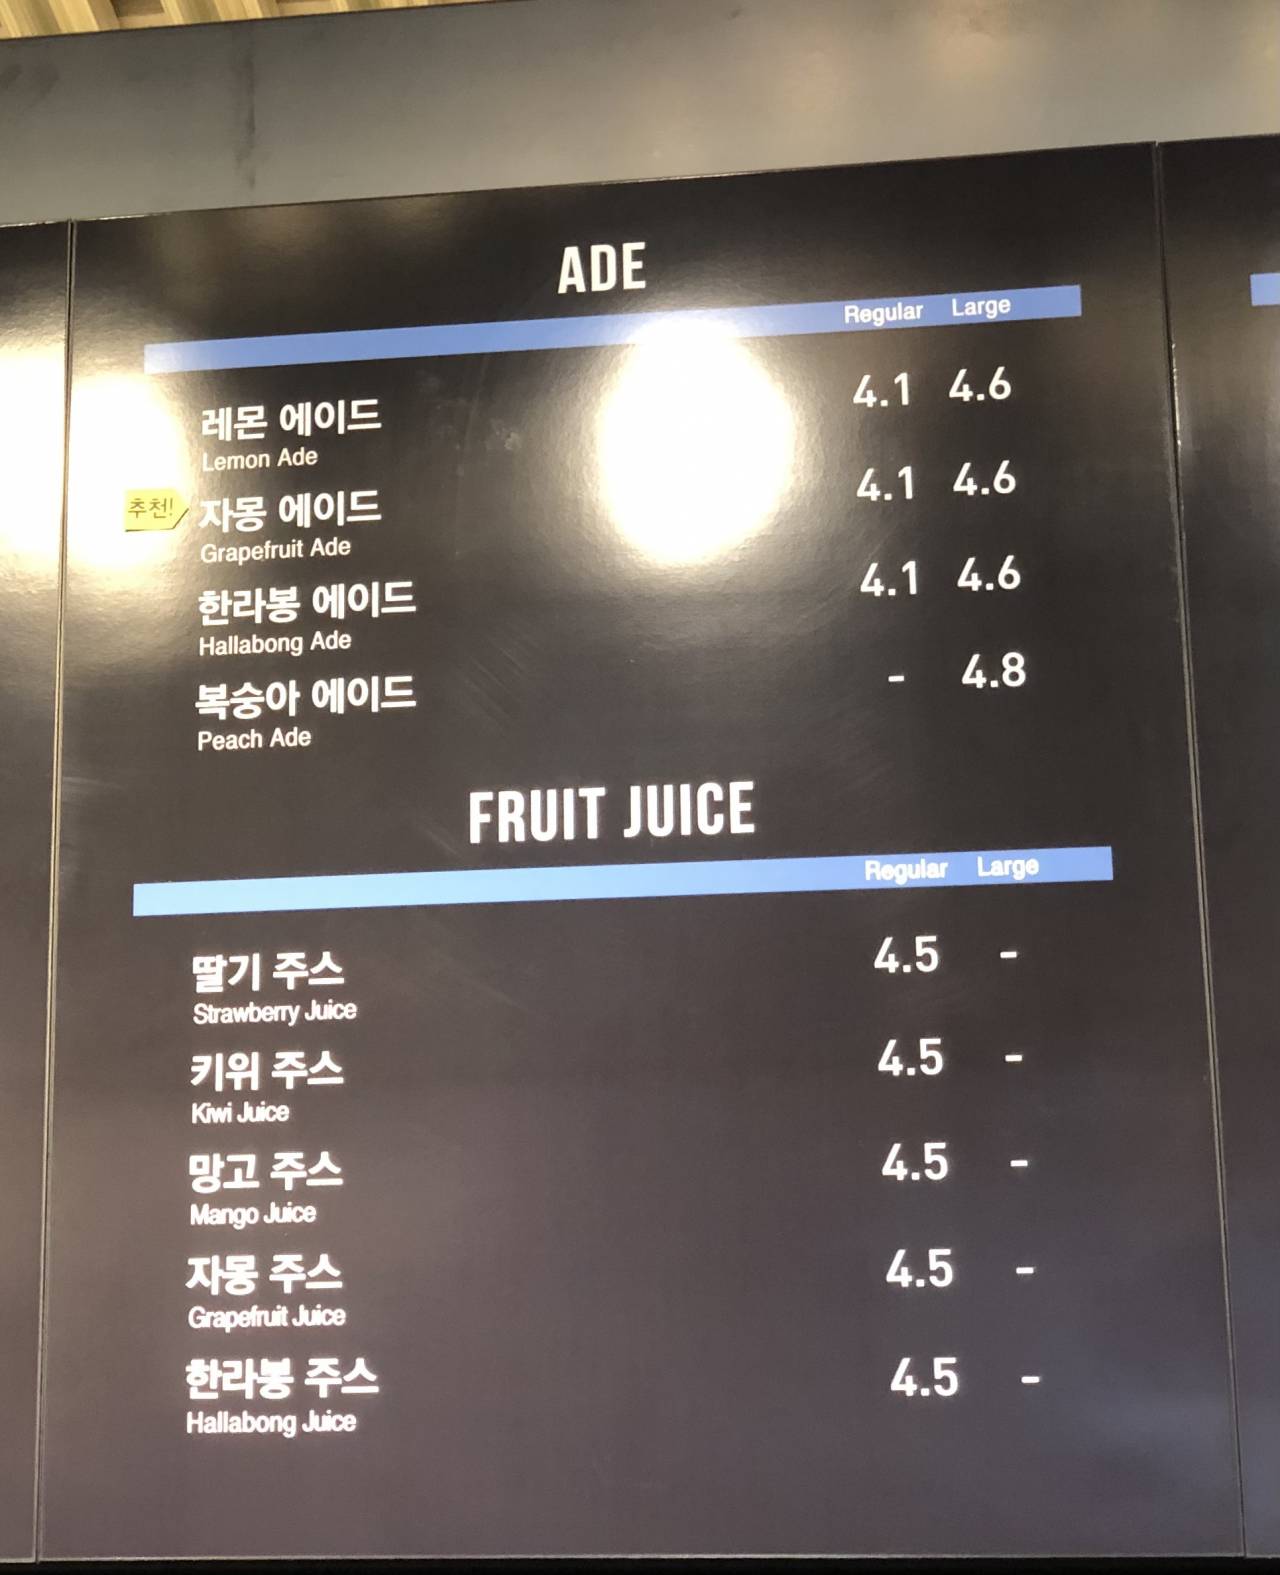 ADE
Regular Large
레몬 에이드 4.1 4.6
Lemon Ade
추천! 자몽 에이드 4.1 4.6
Grapefruit Ade
한라봉 에이드 4.1 4.6
Hallabong Ade
복숭아 에이드 - 4.8
Peach Ade
FRUIT JUICE
Regular Large
딸기 주스 4.5 -
Strawberry Juice
키위 주스 4.5 -
Kiwi Juice
망고 주스 4.5 -
Mango Juice
자몽 주스 4.5 -
Grapefruit Juice
한라봉 주스 4.5 -
Hallabong Juice